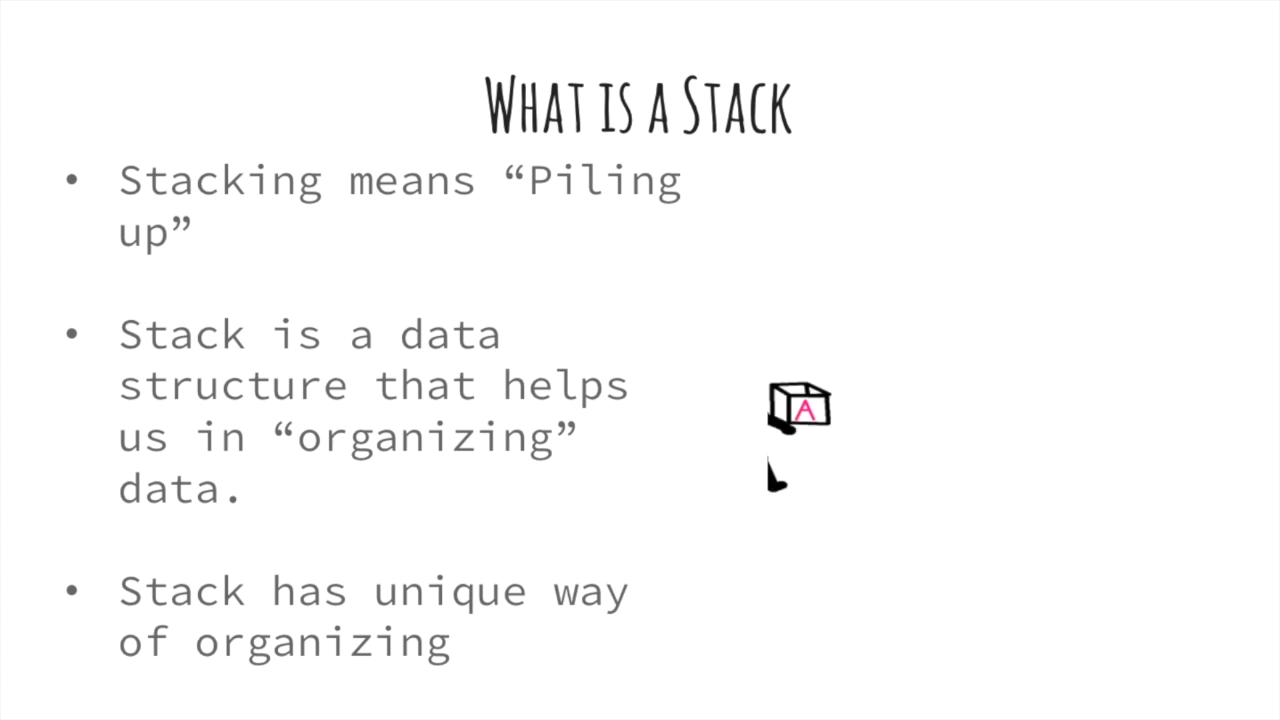 What is a Stack
• Stacking means “Piling
up”
• Stack is a data
structure that helps
us in “organizing”
data.
• Stack has unique way
of organizing
A